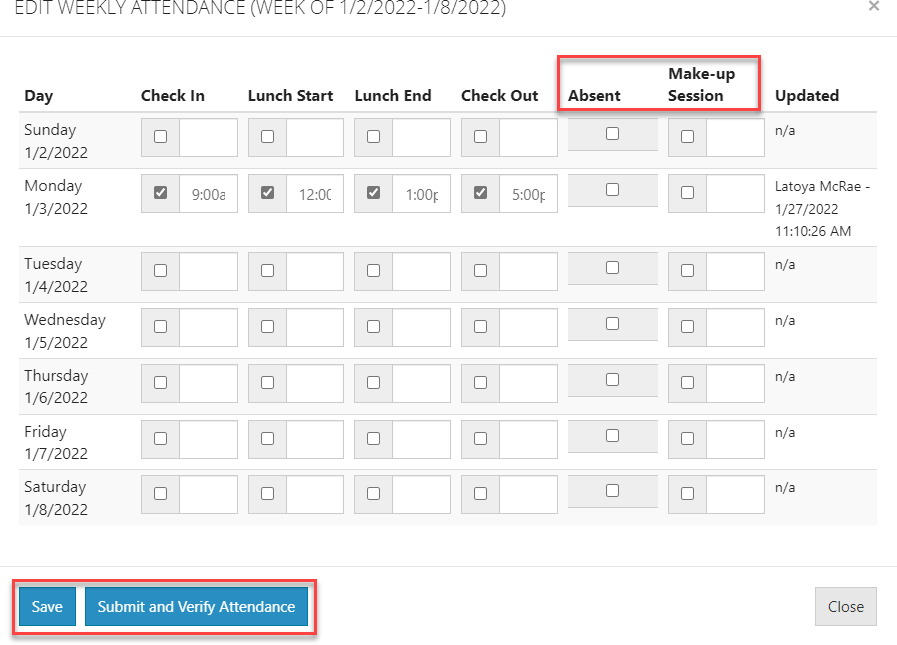 EDIT WEEKLY ATTENDANCE (WEEK OF 1/2/2022-1/8/2022) ×
Day Check In Lunch Start Lunch End Check Out Absent Make-up Session Updated
Sunday n/a
1/2/2022
Monday 9:00a 12:00 1:00p 5:00p Latoya McRae -
1/3/2022 1/27/2022
11:10:26 AM
Tuesday n/a
1/4/2022
Wednesday n/a
1/5/2022
Thursday n/a
1/6/2022
Friday n/a
1/7/2022
Saturday n/a
1/8/2022
Save Submit and Verify Attendance Close